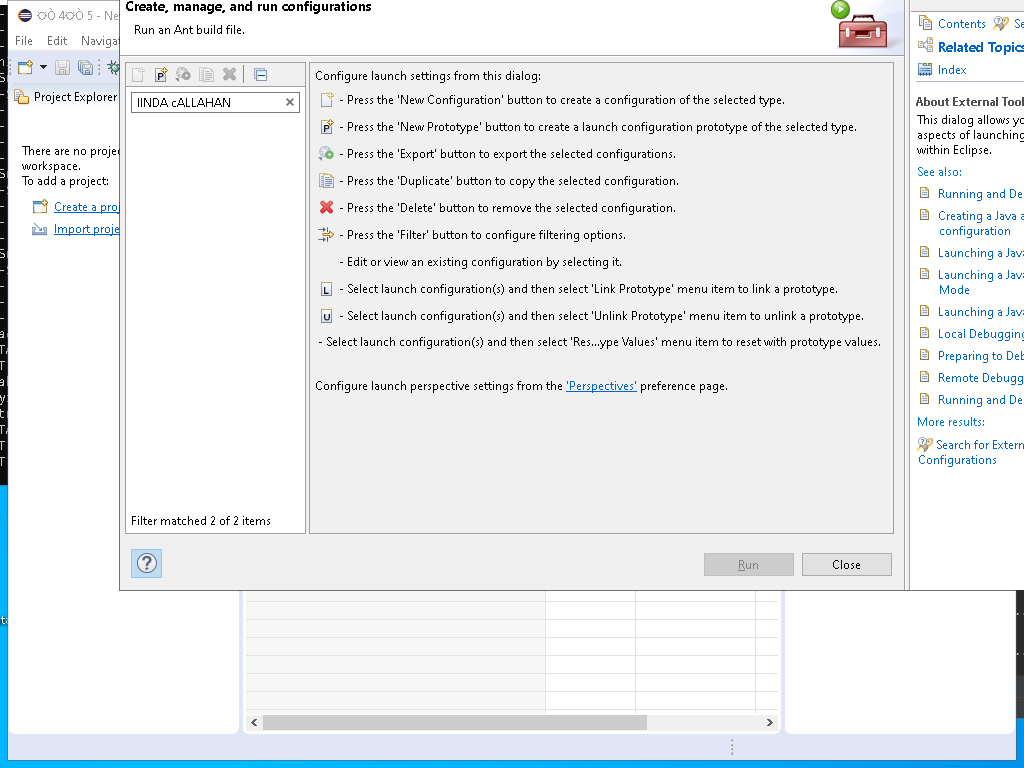 Create, manage, and run configurations
Run an Ant build file.
File Edit Navigat
Project Explorer
There are no projec
workspace.
To add a project:
Create a proj
Import projec
IINDA cALLAHAN
Filter matched 2 of 2 items
Configure launch settings from this dialog:
- Press the 'New Configuration' button to create a configuration of the selected type.
- Press the 'New Prototype' button to create a launch configuration prototype of the selected type.
- Press the 'Export' button to export the selected configurations.
- Press the 'Duplicate' button to copy the selected configuration.
- Press the 'Delete' button to remove the selected configuration.
- Press the 'Filter' button to configure filtering options.
- Edit or view an existing configuration by selecting it.
- Select launch configuration(s) and then select 'Link Prototype' menu item to link a prototype.
- Select launch configuration(s) and then select 'Unlink Prototype' menu item to unlink a prototype.
- Select launch configuration(s) and then select 'Res...ype Values' menu item to reset with prototype values.
Configure launch perspective settings from the 'Perspectives' preference page.
Run
Close
Contents Se
Related Topics
Index
About External Tool
This dialog allows yo
aspects of launching
within Eclipse.
See also:
Running and De
Creating a Java a
configuration
Launching a Java
Launching a Java
Mode
Launching a Java
Local Debugging
Preparing to Deb
Remote Debugg
Running and De
More results:
Search for Extern
Configurations